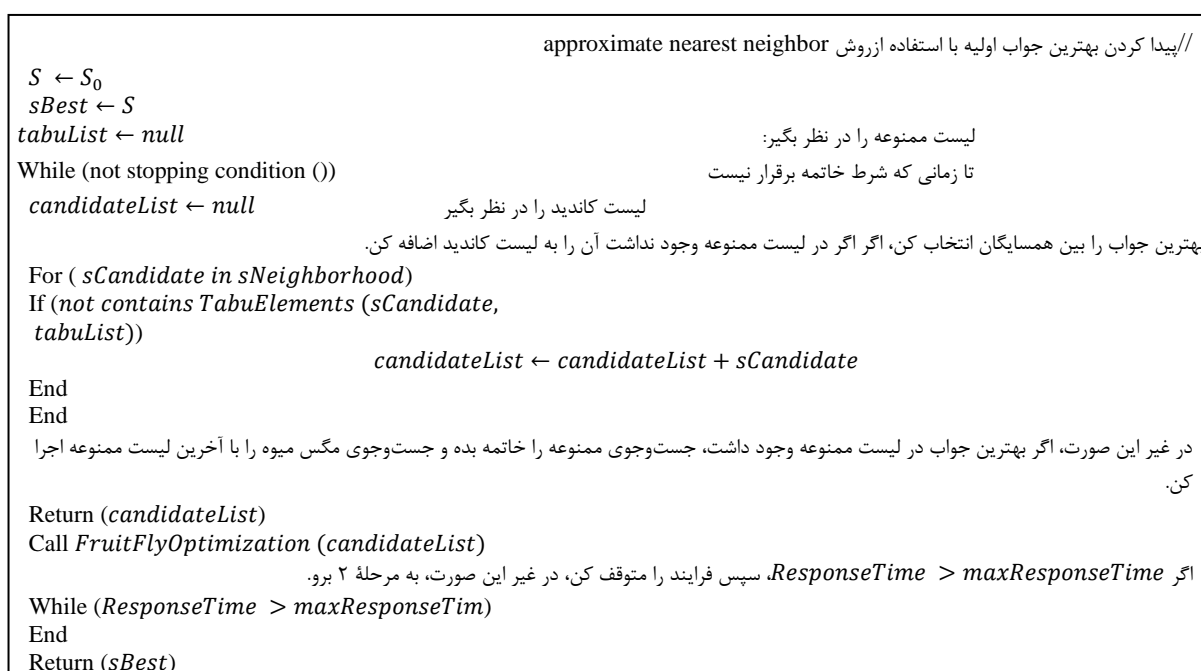 //پیدا کردن بهترین جواب اولیه با استفاده ازروش approximate nearest neighbor
S ← S₀
sBest ← S
tabuList ← null لیست ممنوعه را در نظر بگیر:
While (not stopping condition ()) تا زمانی که شرط خاتمه برقرار نیست
candidateList ← null لیست کاندید را در نظر بگیر
بهترین جواب را بین همسایگان انتخاب کن، اگر اگر در لیست ممنوعه وجود نداشت آن را به لیست کاندید اضافه کن.
For ( sCandidate in sNeighborhood)
If (not contains TabuElements (sCandidate,
tabuList))
candidateList ← candidateList + sCandidate
End
End
در غیر این صورت، اگر بهترین جواب در لیست ممنوعه وجود داشت، جست‌وجوی ممنوعه را خاتمه بده و جست‌وجوی مگس میوه را با آخرین لیست ممنوعه اجرا
کن.
Return (candidateList)
Call FruitFlyOptimization (candidateList)
اگر ResponseTime > maxResponseTime، سپس فرایند را متوقف کن، در غیر این صورت، به مرحلۀ ۲ برو.
While (ResponseTime > maxResponseTim)
End
Return (sBest)